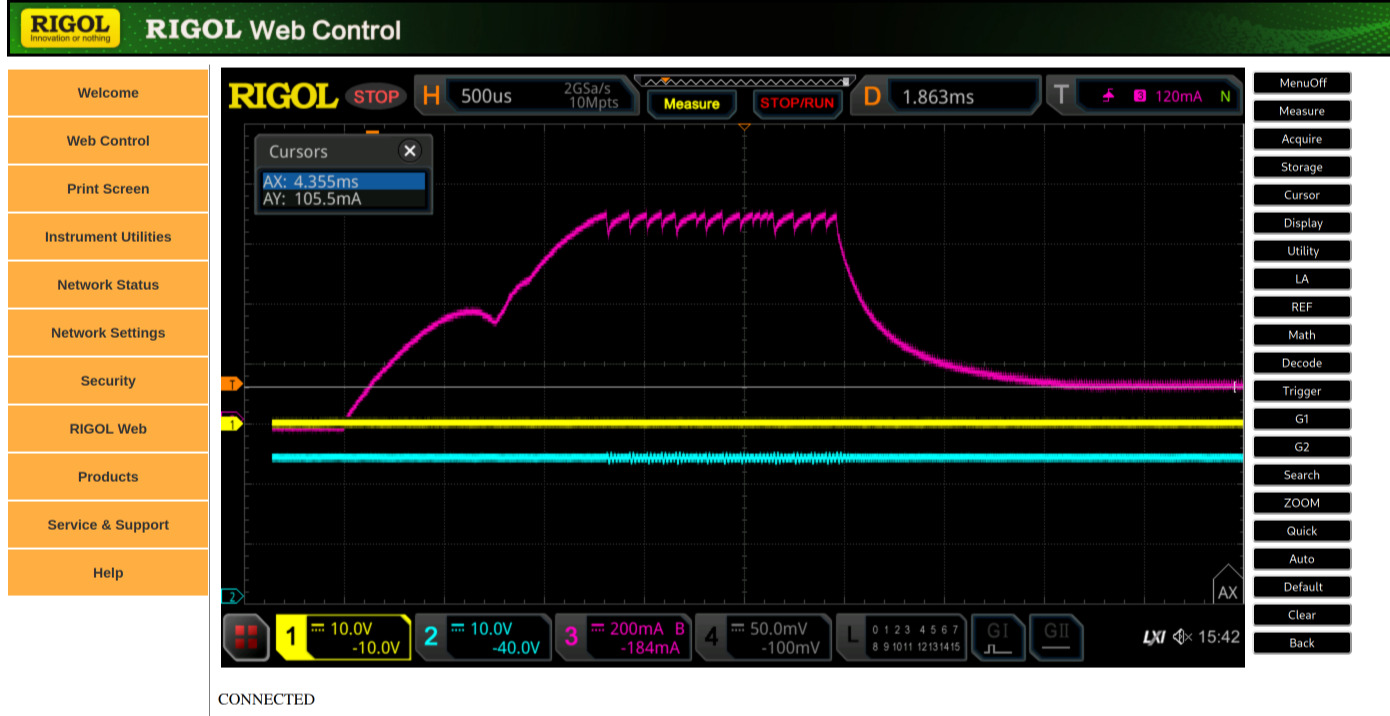 RIGOL
Innovation or nothing
RIGOL Web Control
Welcome
Web Control
Print Screen
Instrument Utilities
Network Status
Network Settings
Security
RIGOL Web
Products
Service & Support
Help
RIGOL STOP H 500us 2GSa/s 10Mpts Measure STOP/RUN D 1.863ms T 3 120mA N
Cursors
AX: 4.355ms
AY: 105.5mA
T
1
2
AX
1 10.0V -10.0V
2 10.0V -40.0V
3 200mA B -184mA
4 50.0mV -100mV
L 0 1 2 3 4 5 6 7
8 9 10 11 12 13 14 15
GI
GII
LXI 15:42
MenuOff
Measure
Acquire
Storage
Cursor
Display
Utility
LA
REF
Math
Decode
Trigger
G1
G2
Search
ZOOM
Quick
Auto
Default
Clear
Back
CONNECTED